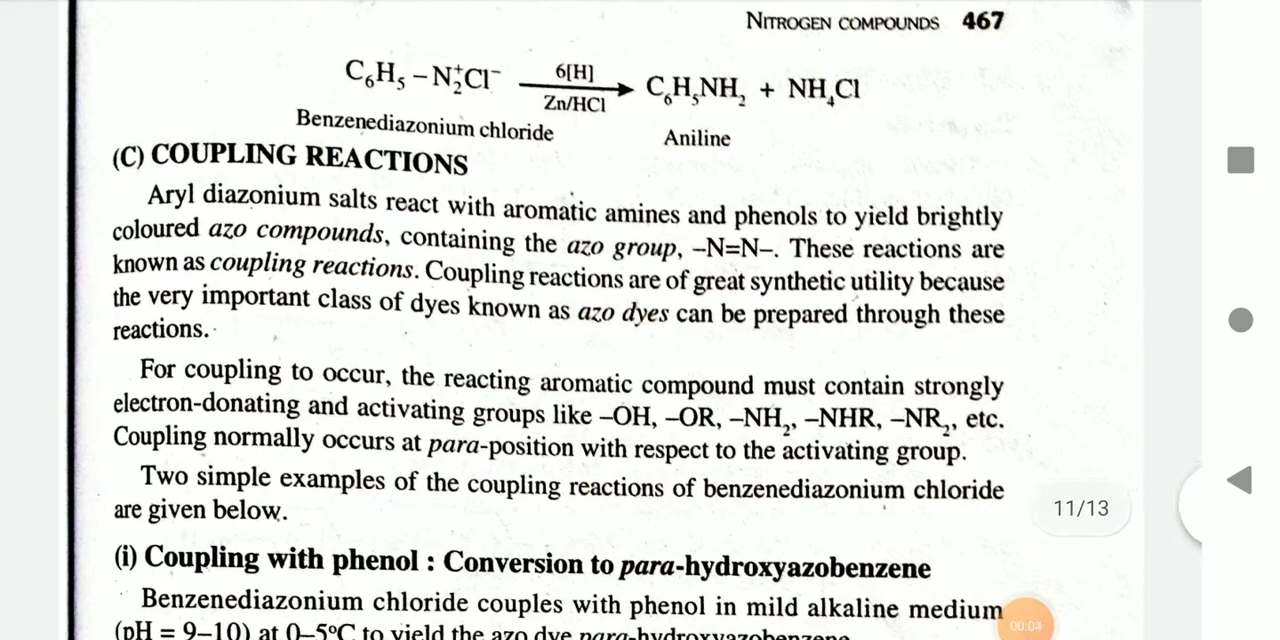 NITROGEN COMPOUNDS 467
C₆H₅ – N₂⁺Cl⁻ 6[H] Zn/HCl C₆H₅NH₂ + NH₄Cl
Benzenediazonium chloride Aniline
(C) COUPLING REACTIONS
Aryl diazonium salts react with aromatic amines and phenols to yield brightly
coloured azo compounds, containing the azo group, –N=N–. These reactions are
known as coupling reactions. Coupling reactions are of great synthetic utility because
the very important class of dyes known as azo dyes can be prepared through these
reactions.
For coupling to occur, the reacting aromatic compound must contain strongly
electron-donating and activating groups like –OH, –OR, –NH₂, –NHR, –NR₂, etc.
Coupling normally occurs at para-position with respect to the activating group.
Two simple examples of the coupling reactions of benzenediazonium chloride
are given below.
11/13
(i) Coupling with phenol : Conversion to para-hydroxyazobenzene
Benzenediazonium chloride couples with phenol in mild alkaline medium
(pH = 9–10) at 0–5°C to yield the azo dye para-hydroxyazobenzene.
00:04